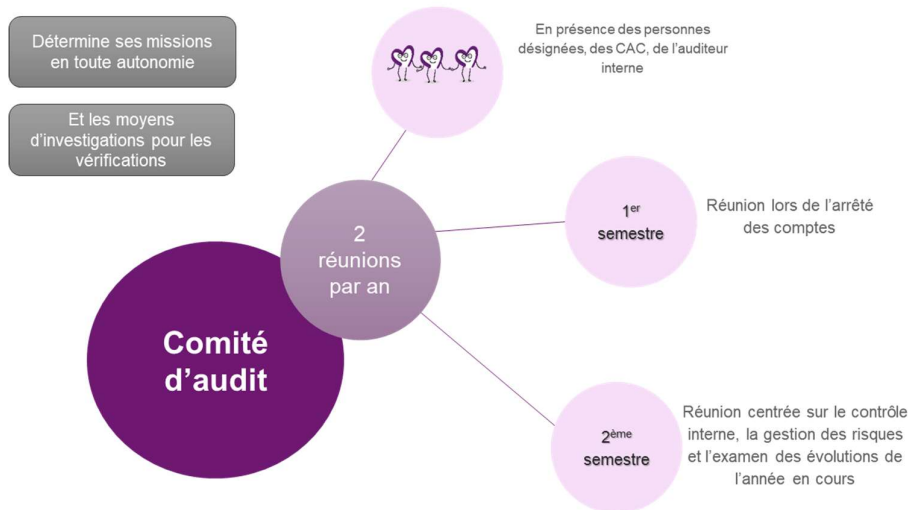 Détermine ses missions
en toute autonomie
Et les moyens
d'investigations pour les
vérifications
En présence des personnes
désignées, des CAC, de l'auditeur
interne
2
réunions
par an
1er
semestre
Réunion lors de l'arrêté
des comptes
Comité
d'audit
2ème
semestre
Réunion centrée sur le contrôle
interne, la gestion des risques
et l'examen des évolutions de
l'année en cours